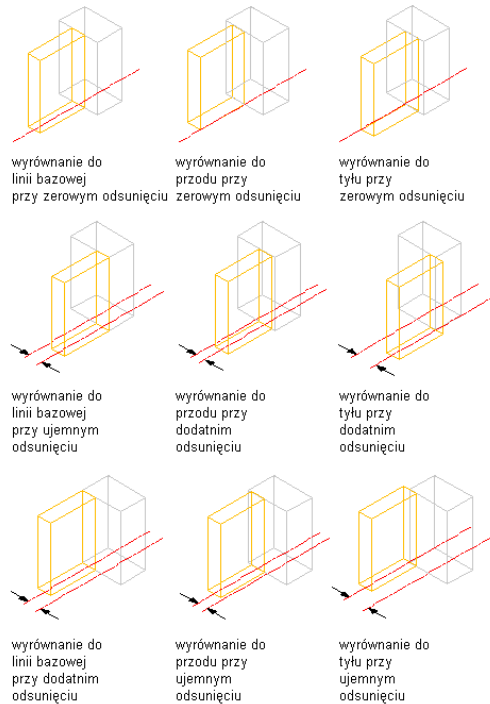 wyrównanie do
linii bazowej
przy zerowym odsunięciu
wyrównanie do
przodu przy
zerowym odsunięciu
wyrównanie do
tyłu przy
zerowym odsunięciu
wyrównanie do
linii bazowej
przy ujemnym
odsunięciu
wyrównanie do
przodu przy
dodatnim
odsunięciu
wyrównanie do
tyłu przy
dodatnim
odsunięciu
wyrównanie do
linii bazowej
przy dodatnim
odsunięciu
wyrównanie do
przodu przy
ujemnym
odsunięciu
wyrównanie do
tyłu przy
ujemnym
odsunięciu